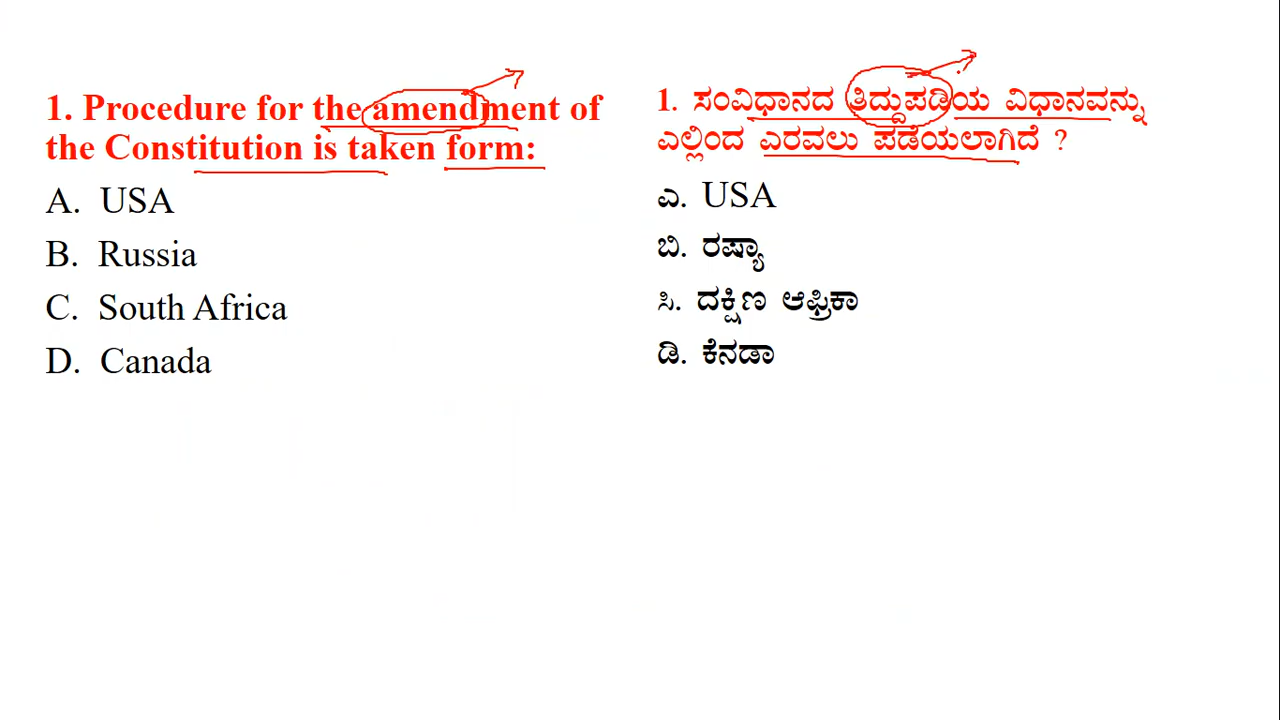 1. Procedure for the amendment of
the Constitution is taken form:
A. USA
B. Russia
C. South Africa
D. Canada
1. ಸಂವಿಧಾನದ ತಿದ್ದುಪಡಿಯ ವಿಧಾನವನ್ನು
ಎಲ್ಲಿಂದ ಎರವಲು ಪಡೆಯಲಾಗಿದೆ ?
ಎ. USA
ಬಿ. ರಷ್ಯಾ
ಸಿ. ದಕ್ಷಿಣ ಆಫ್ರಿಕಾ
ಡಿ. ಕೆನಡಾ